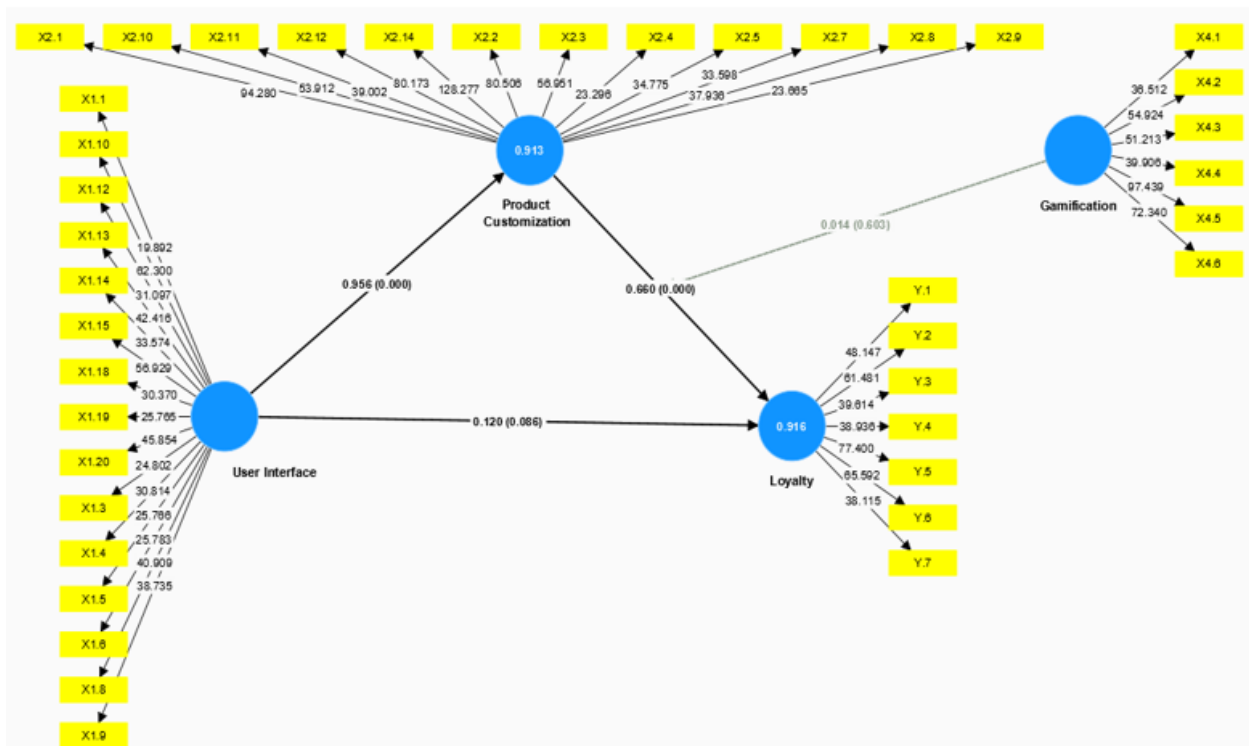 X2.1 X2.10 X2.11 X2.12 X2.14 X2.2 X2.3 X2.4 X2.5 X2.7 X2.8 X2.9
94.280 53.912 39.002 80.173 128.277 80.506 56.951 23.296 34.775 33.598 37.936 23.665
X4.1
X4.2
X4.3
X4.4
X4.5
X4.6
36.512
54.924
51.213
39.906
97.439
72.340
Gamification
0.913
Product
Customization
0.014 (0.603)
0.956 (0.000)
0.660 (0.000)
X1.1
X1.10
X1.12
X1.13
X1.14
X1.15
X1.18
X1.19
X1.20
X1.3
X1.4
X1.5
X1.6
X1.8
X1.9
19.892
62.300
31.097
42.416
33.574
56.929
30.370
25.765
45.854
24.802
30.814
25.766
25.783
40.909
38.735
User Interface
0.120 (0.086)
0.916
Loyalty
Y.1
Y.2
Y.3
Y.4
Y.5
Y.6
Y.7
48.147
61.481
39.614
38.936
77.400
65.592
38.115